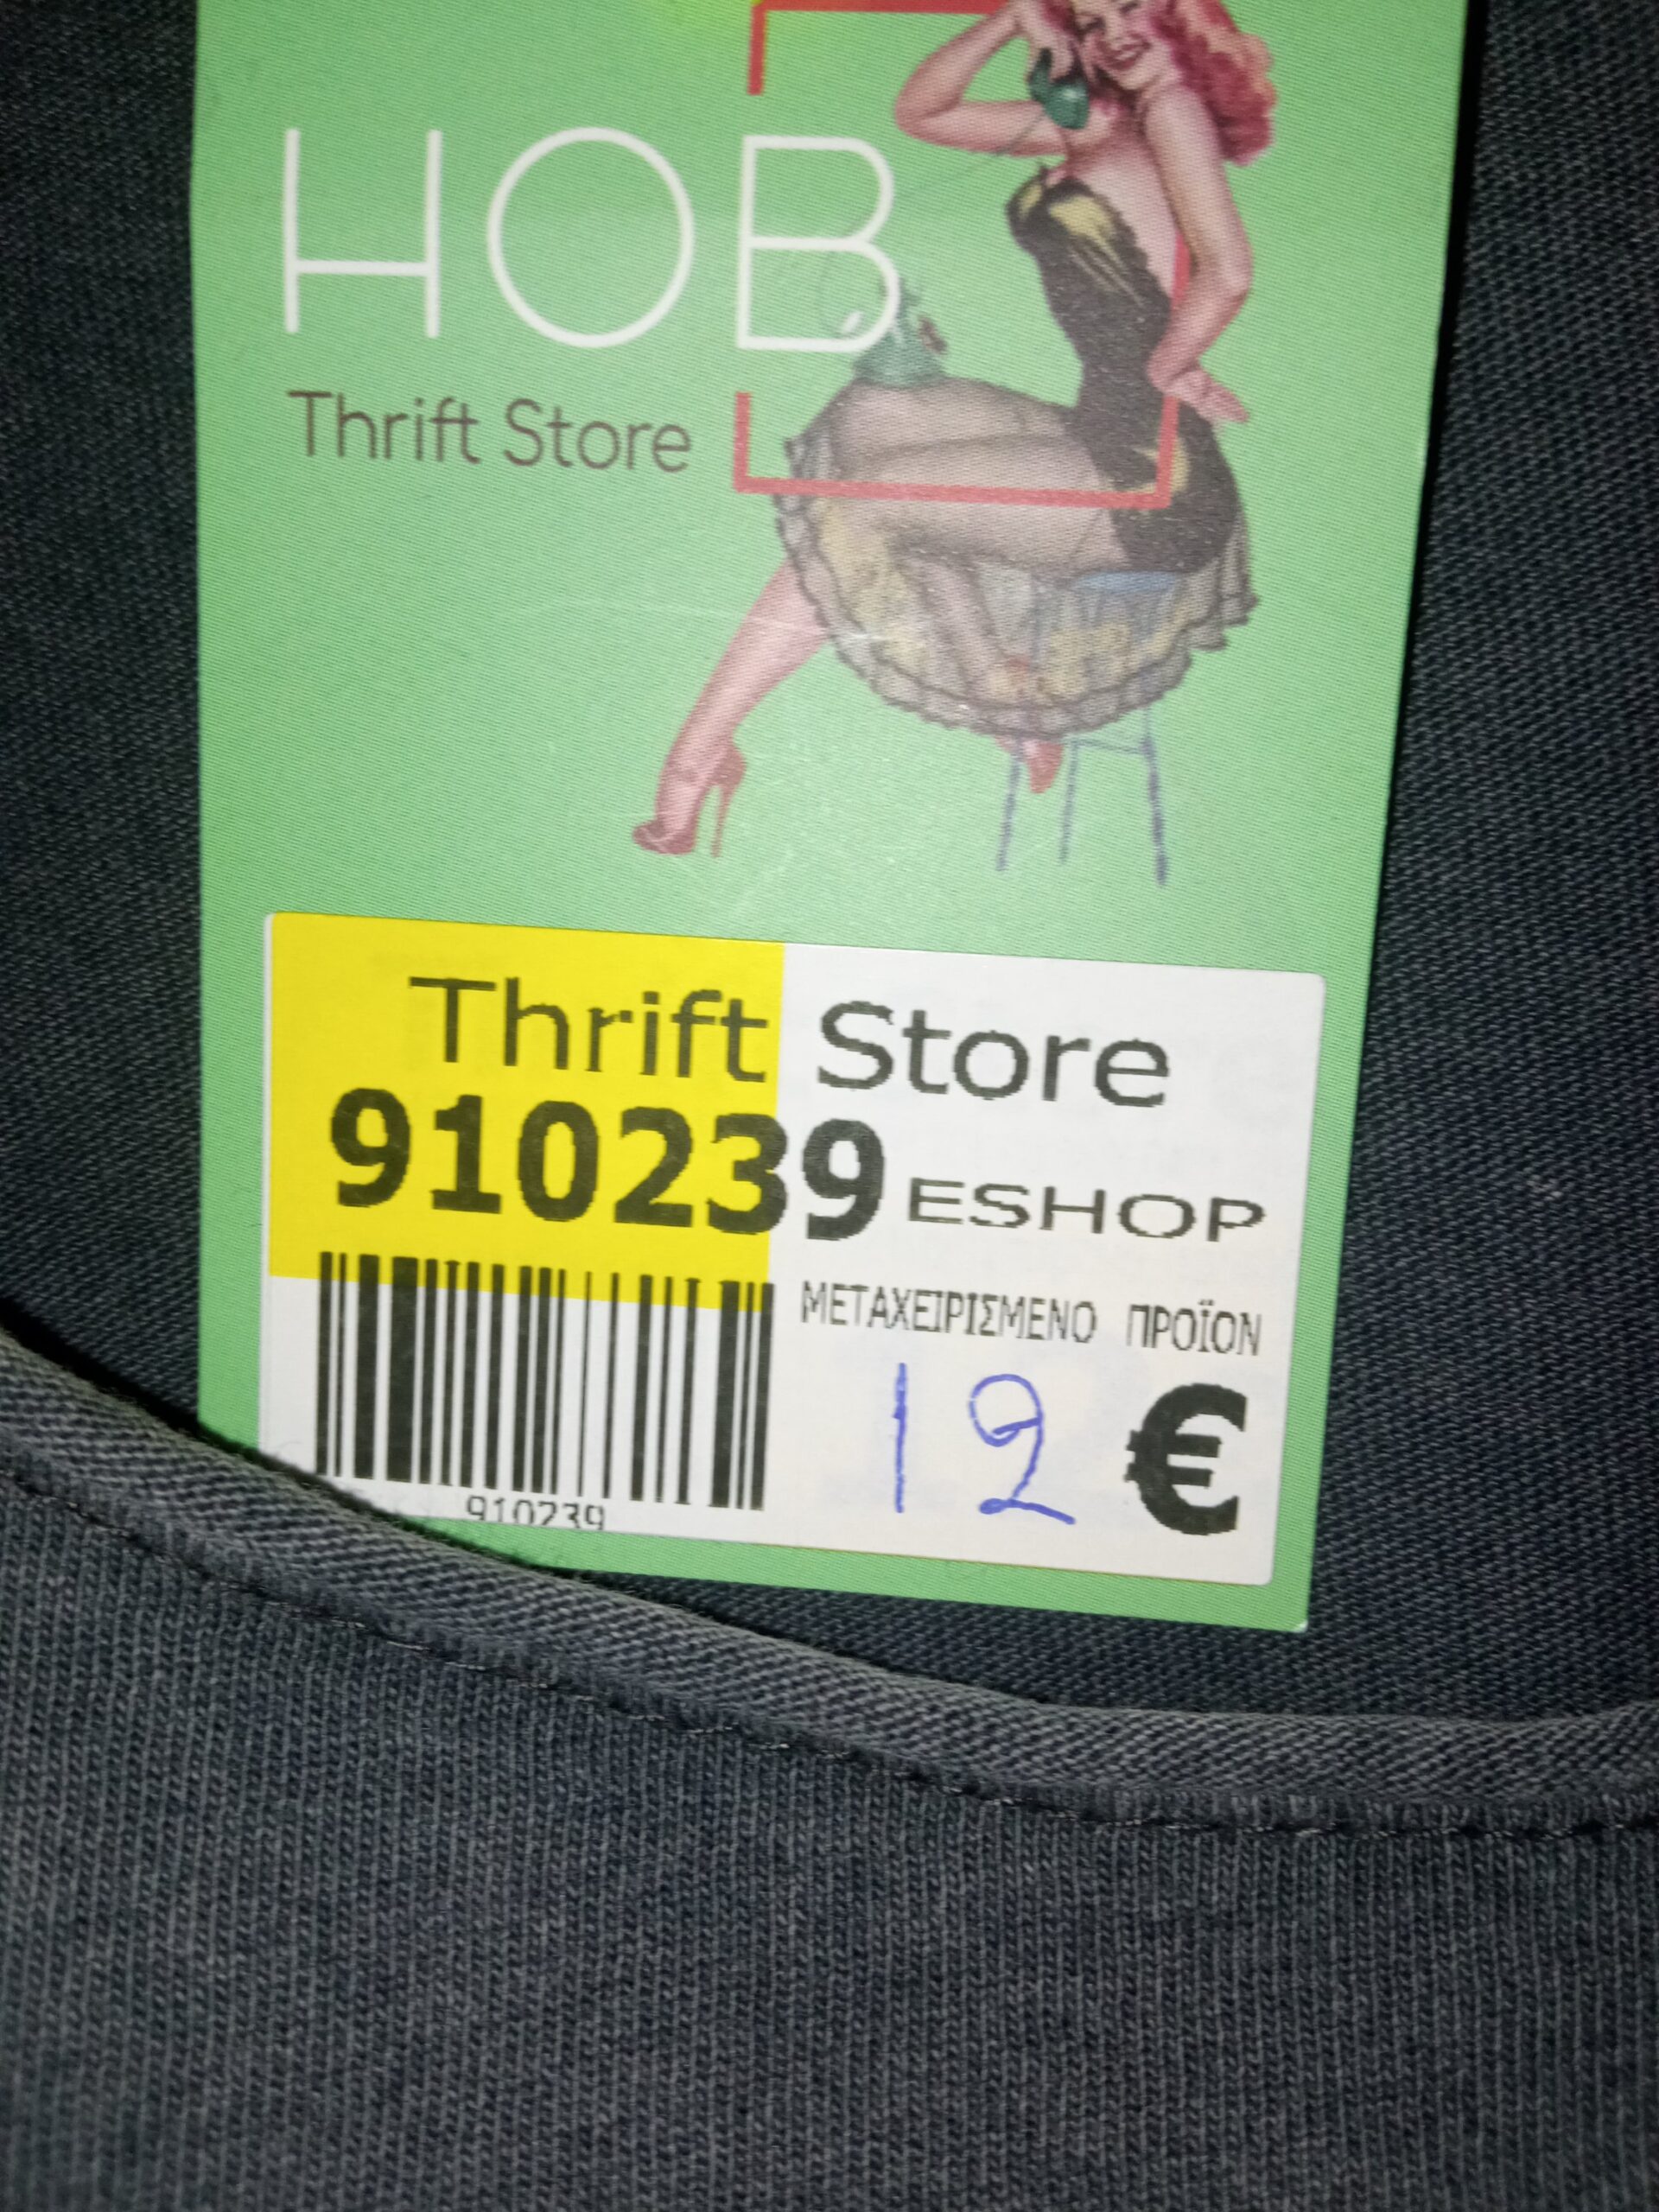 HOB
Thrift Store
Thrift Store
910239 ESHOP
ΜΕΤΑΧΕΙΡΙΣΜΕΝΟ ΠΡΟΪΟΝ
12 €
910239